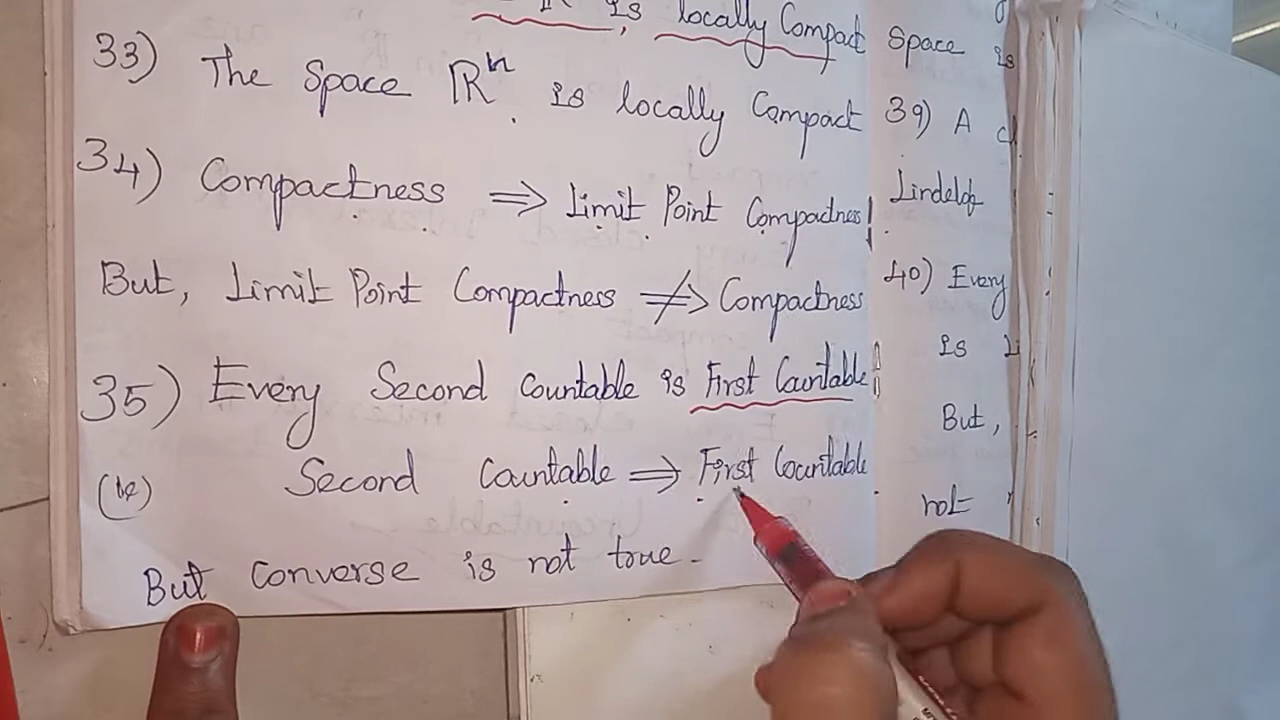 is locally Compact
33) The Space ℝⁿ is locally Compact
34) Compactness ⇒ Limit Point Compactness
But, Limit Point Compactness ⇏ Compactness
35) Every Second Countable is First Countable
(ie) Second Countable ⇒ First Countable.
But Converse is not true.
Space is
39) A
Lindelof
40) Every
is
But,
not